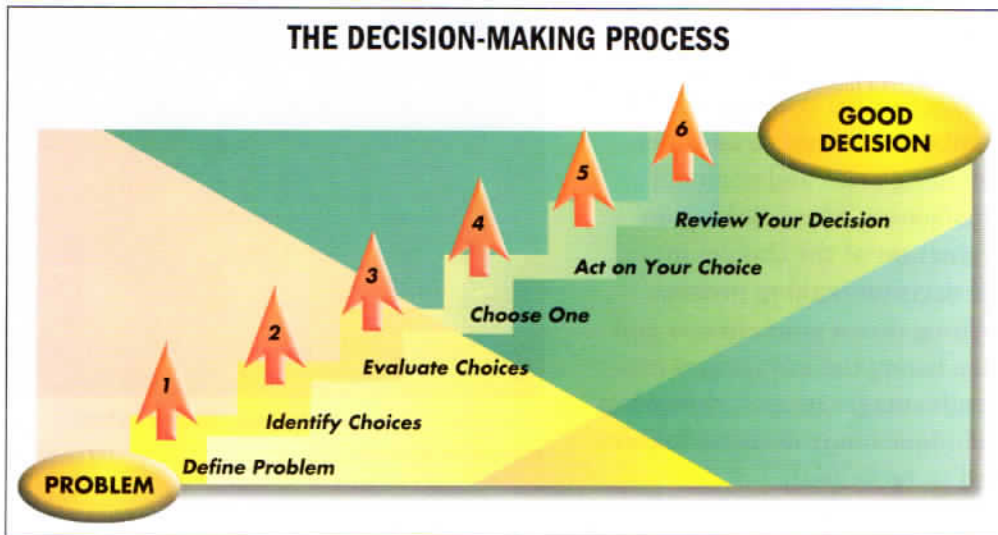 THE DECISION-MAKING PROCESS
GOOD
DECISION
6
5
Review Your Decision
4
Act on Your Choice
3
Choose One
2
Evaluate Choices
1
Identify Choices
Define Problem
PROBLEM